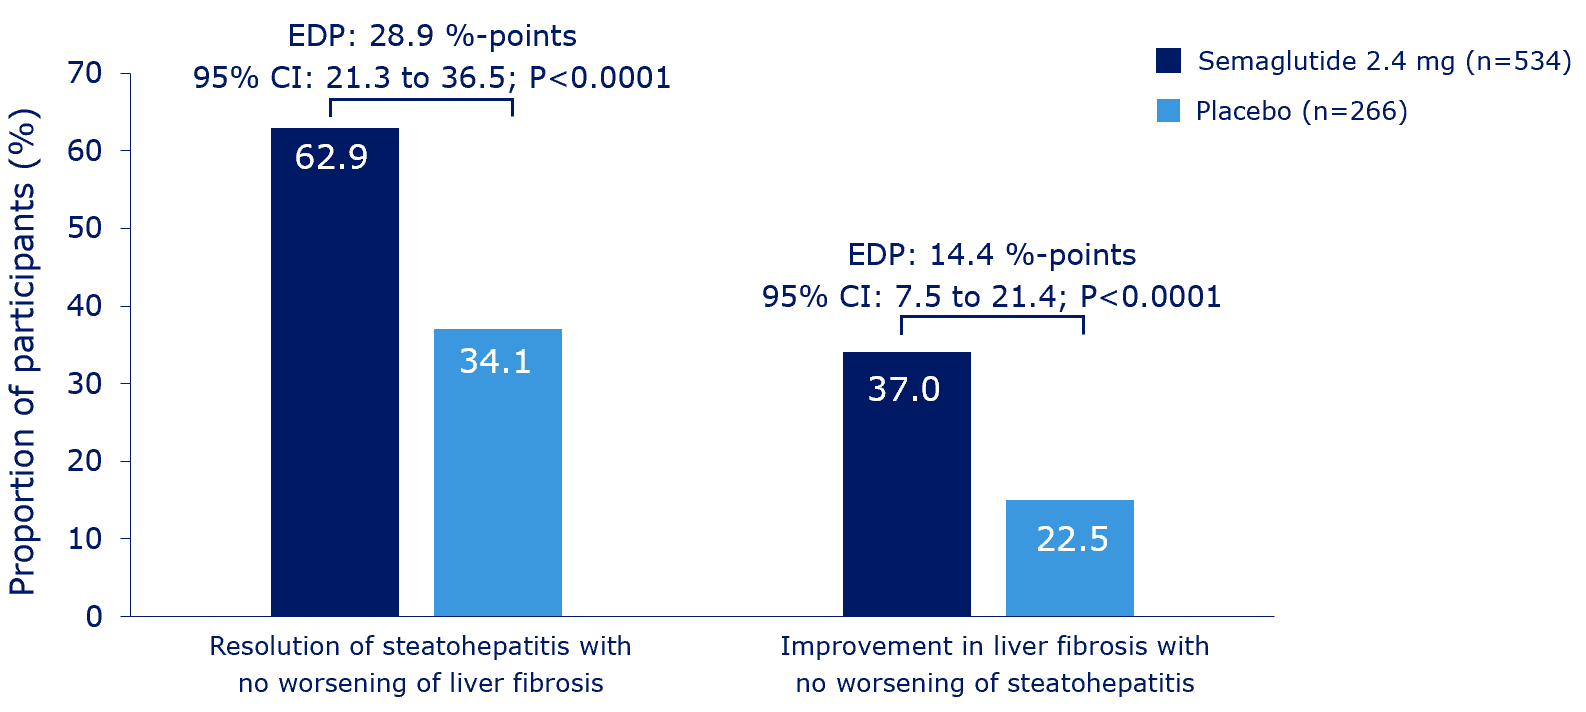 EDP: 28.9 %-points
95% CI: 21.3 to 36.5; P<0.0001
Semaglutide 2.4 mg (n=534)
Placebo (n=266)
EDP: 14.4 %-points
95% CI: 7.5 to 21.4; P<0.0001
Proportion of participants (%)
70
60
50
40
30
20
10
0
62.9
34.1
37.0
22.5
Resolution of steatohepatitis with
no worsening of liver fibrosis
Improvement in liver fibrosis with
no worsening of steatohepatitis